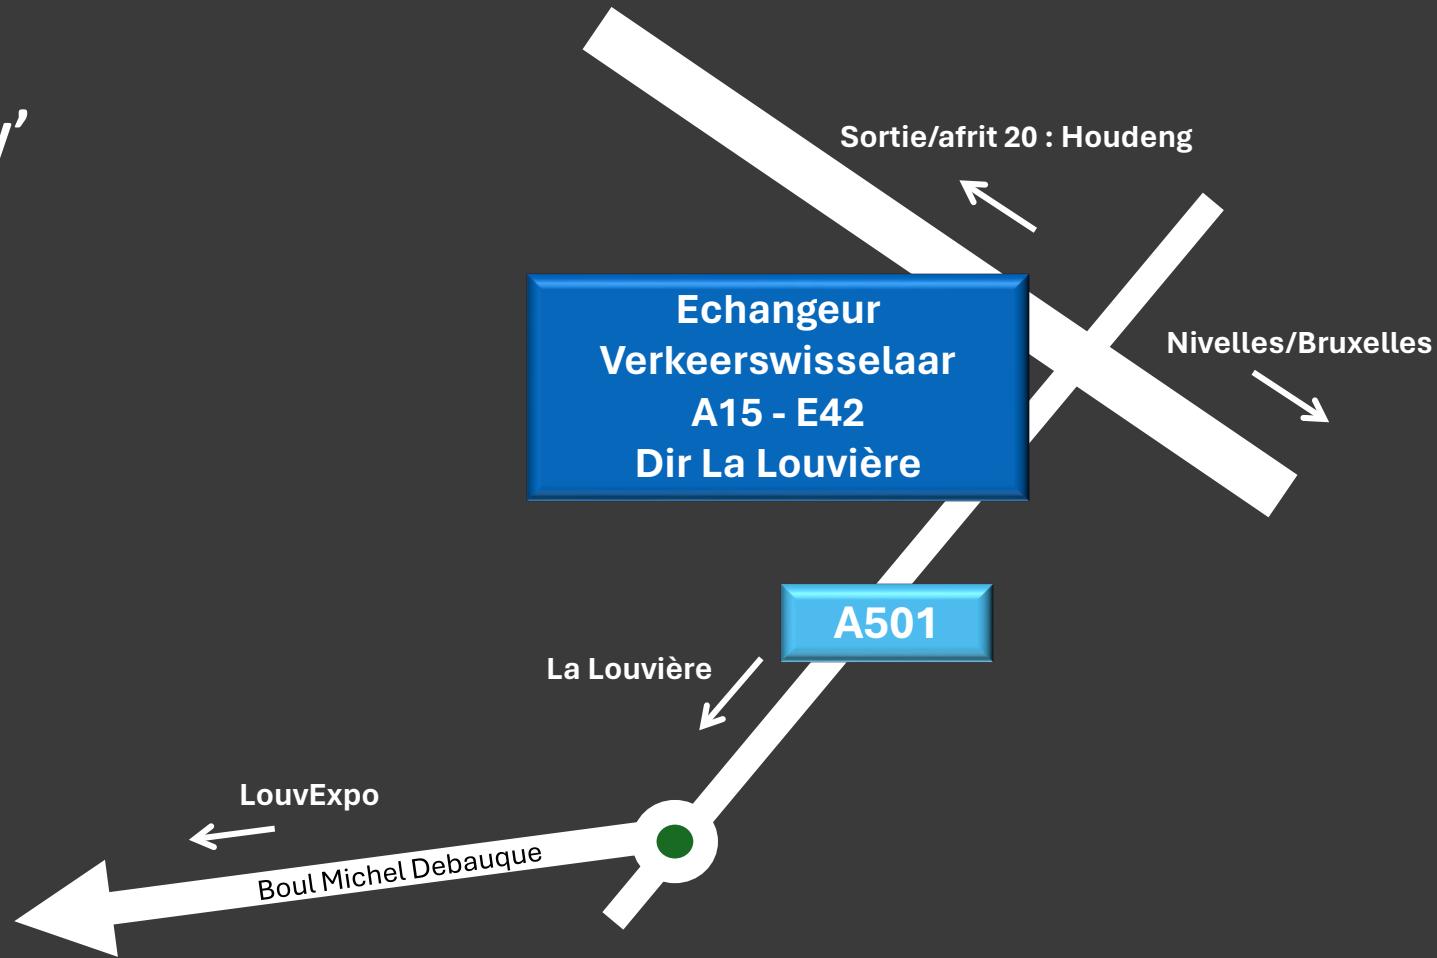 Sortie/afrit 20 : Houdeng
Echangeur
Verkeerswisselaar
A15 - E42
Dir La Louvière
Nivelles/Bruxelles
A501
La Louvière
LouvExpo
Boul Michel Debauque